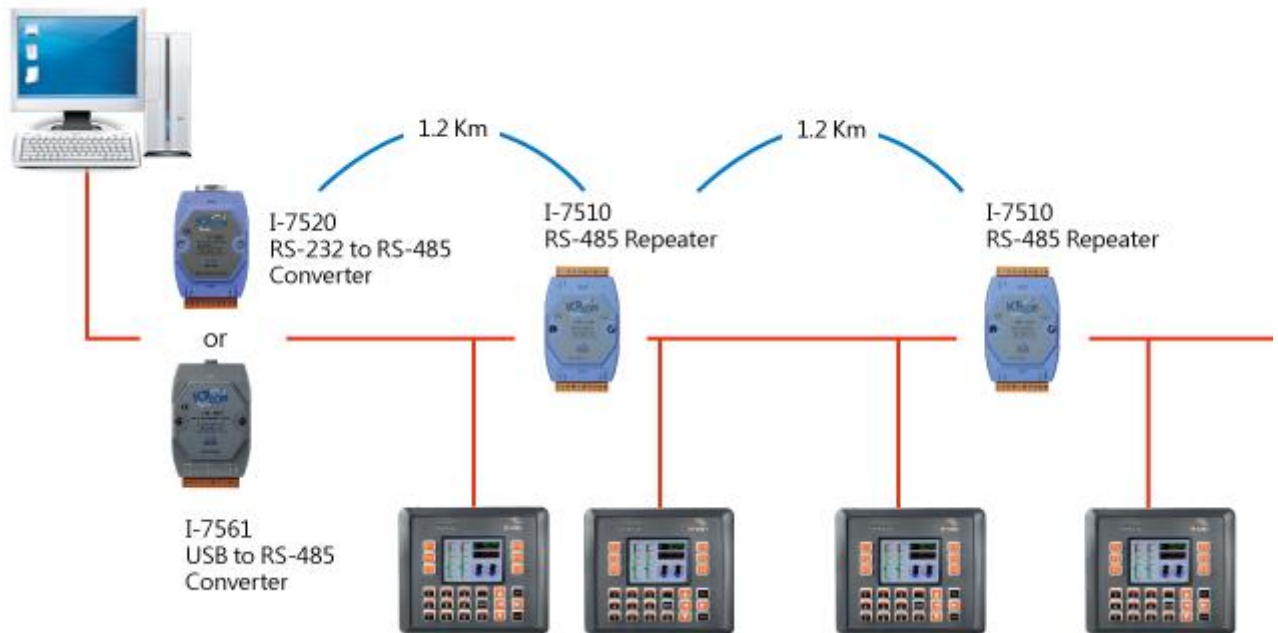 1.2 Km
1.2 Km
I-7520
RS-232 to RS-485
Converter
I-7510
RS-485 Repeater
I-7510
RS-485 Repeater
or
I-7561
USB to RS-485
Converter